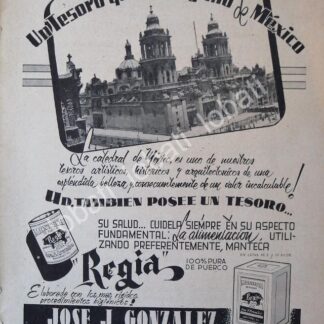 Un Tesoro
de México
La catedral de Méjico, es uno de nuestros
tesoros artísticos, históricos y arquitectónicos de una
espléndida belleza, y consecuentemente de un valor incalculable!
UD. TAMBIEN POSEE UN TESORO...
SU SALUD... CUIDELA SIEMPRE EN SU ASPECTO
FUNDAMENTAL: La alimentación, UTILI-
ZANDO PREFERENTEMENTE, MANTECA
"Regia"
100% PURA
DE PUERCO
Elaborada con los más rígidos
procedimientos higiénicos!
JOSE J. GONZALEZ